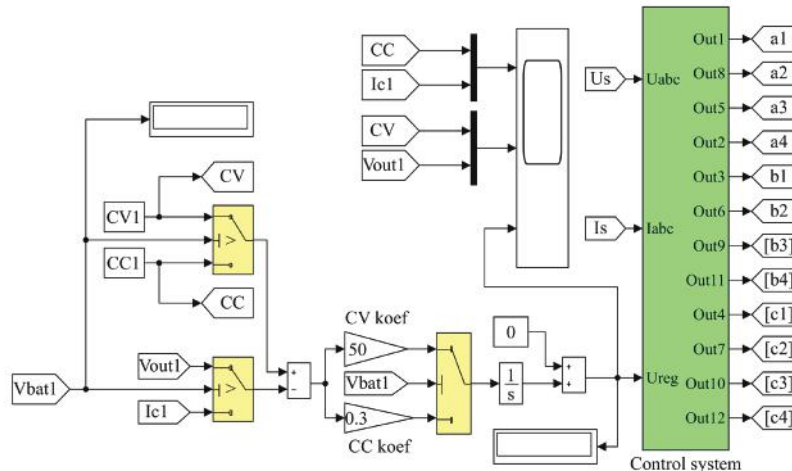 CC
Ic1
CV
Vout1
CV
CV1
>
CC1
CC
Vbat1
Vout1
>
Ic1
+
−
CV koef
50
Vbat1
0.3
CC koef
1
s
0
+
+
Us
Is
Uabc
Iabc
Ureg
Out1
a1
Out8
a2
Out5
a3
Out2
a4
Out3
b1
Out6
b2
Out9
[b3]
Out11
[b4]
Out4
[c1]
Out7
[c2]
Out10
[c3]
Out12
[c4]
Control system